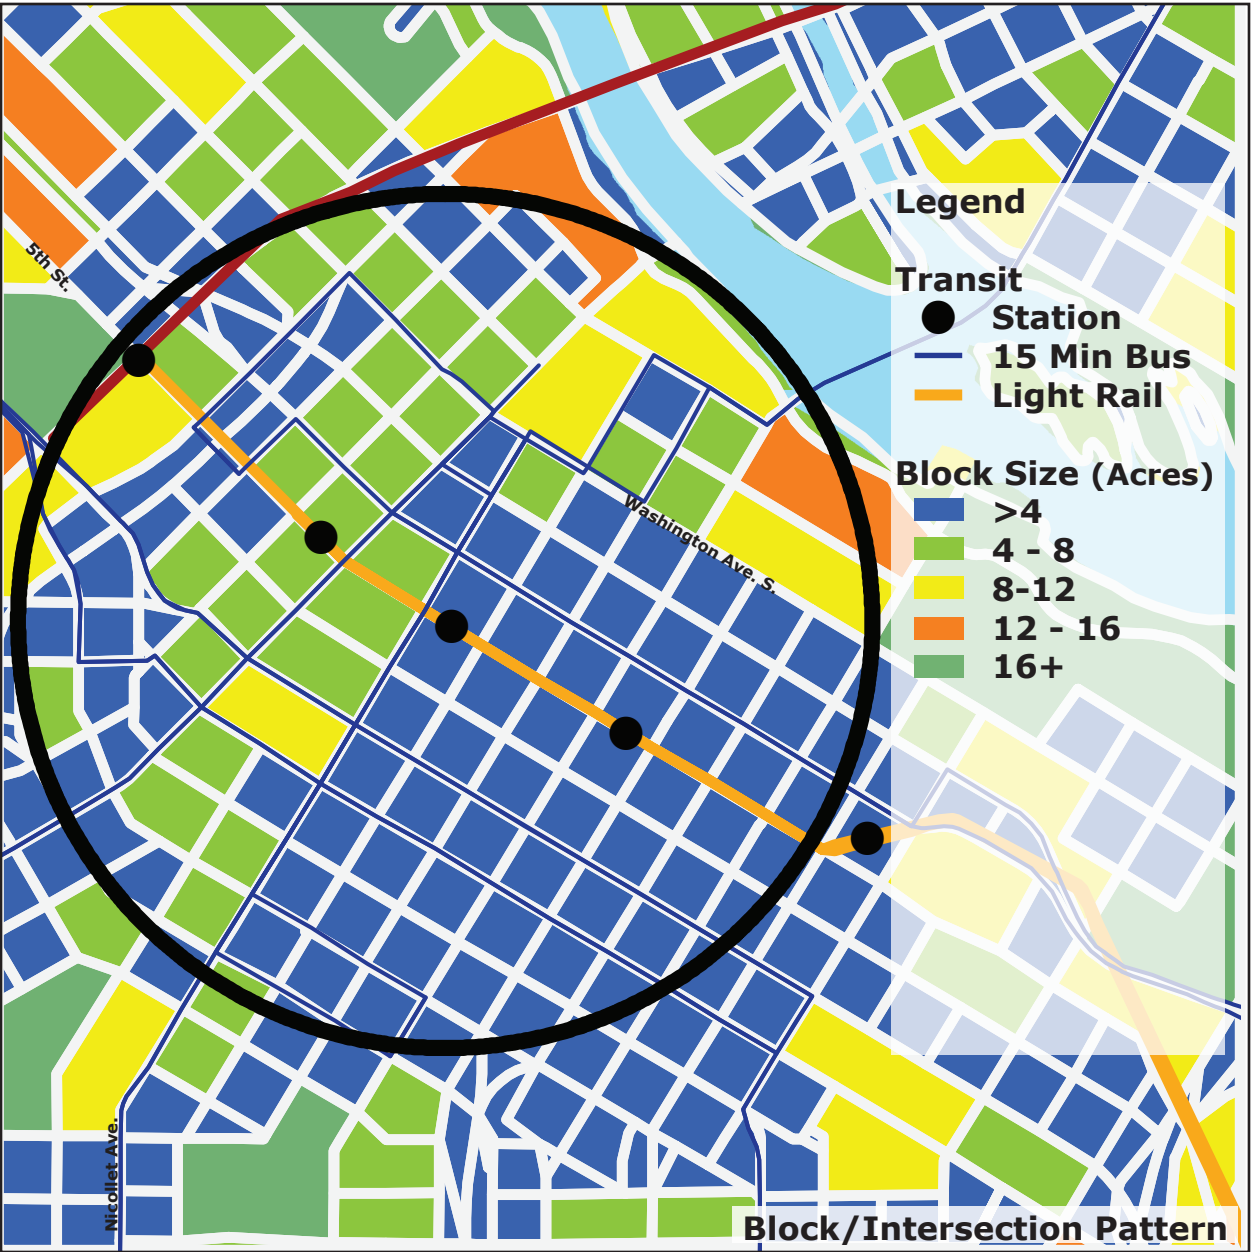 5th St.
Legend
Transit
Station
15 Min Bus
Light Rail
Block Size (Acres)
>4
4 - 8
8-12
12 - 16
16+
Washington Ave. S.
Nicollet Ave.
Block/Intersection Pattern